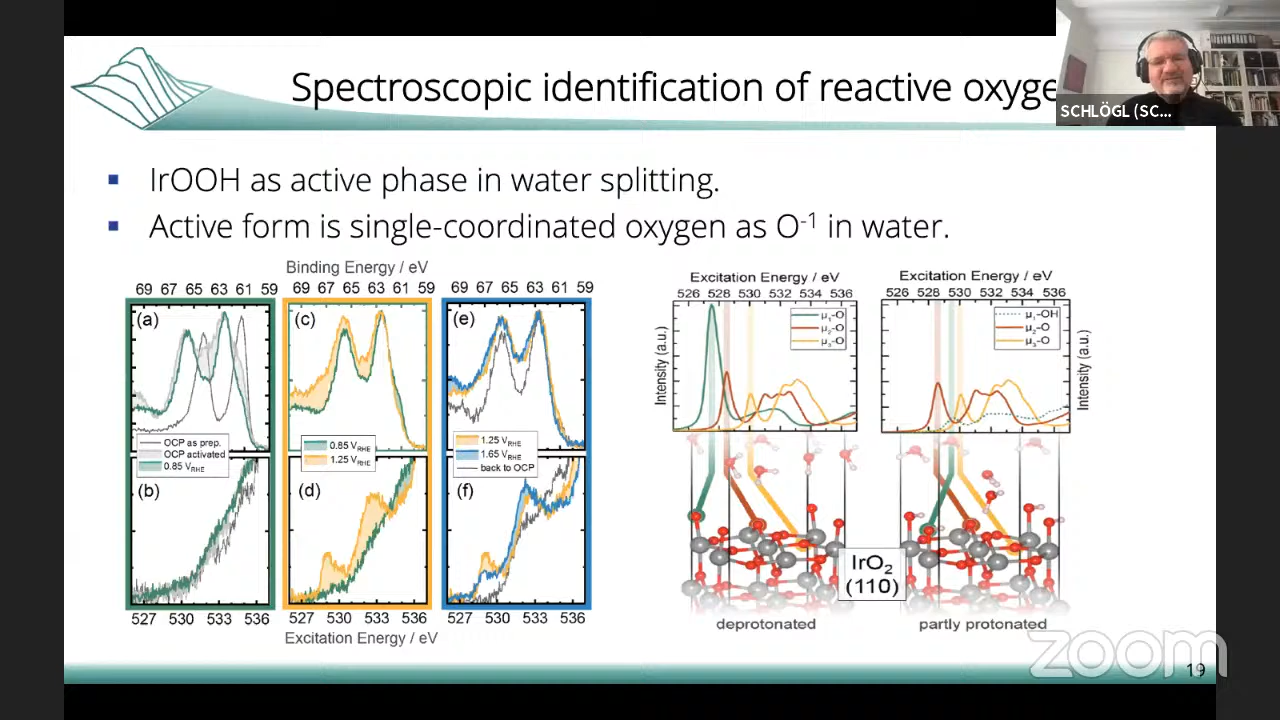 Spectroscopic identification of reactive oxyge
SCHLÖGL (SC...
IrOOH as active phase in water splitting.
Active form is single-coordinated oxygen as O-1 in water.
Binding Energy / eV
69 67 65 63 61 59
69 67 65 63 61 59
69 67 65 63 61 59
(a)
(c)
(e)
OCP as prep.
OCP activated
0.85 VRHE
0.85 VRHE
1.25 VRHE
1.25 VRHE
1.65 VRHE
back to OCP
(b)
(d)
(f)
527 530 533 536
527 530 533 536
527 530 533 536
Excitation Energy / eV
Excitation Energy / eV
526 528 530 532 534 536
Intensity (a.u.)
μ1-O
μ2-O
μ3-O
Excitation Energy / eV
526 528 530 532 534 536
μ1-OH
μ2-O
μ3-O
Intensity (a.u.)
IrO2
(110)
deprotonated
partly protonated
zoom
19